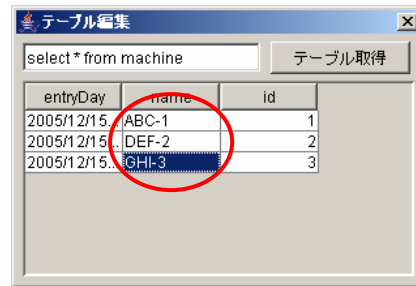 テーブル編集
select * from machine テーブル取得
entryDay name id
2005/12/15... ABC-1 1
2005/12/15... DEF-2 2
2005/12/15... GHI-3 3